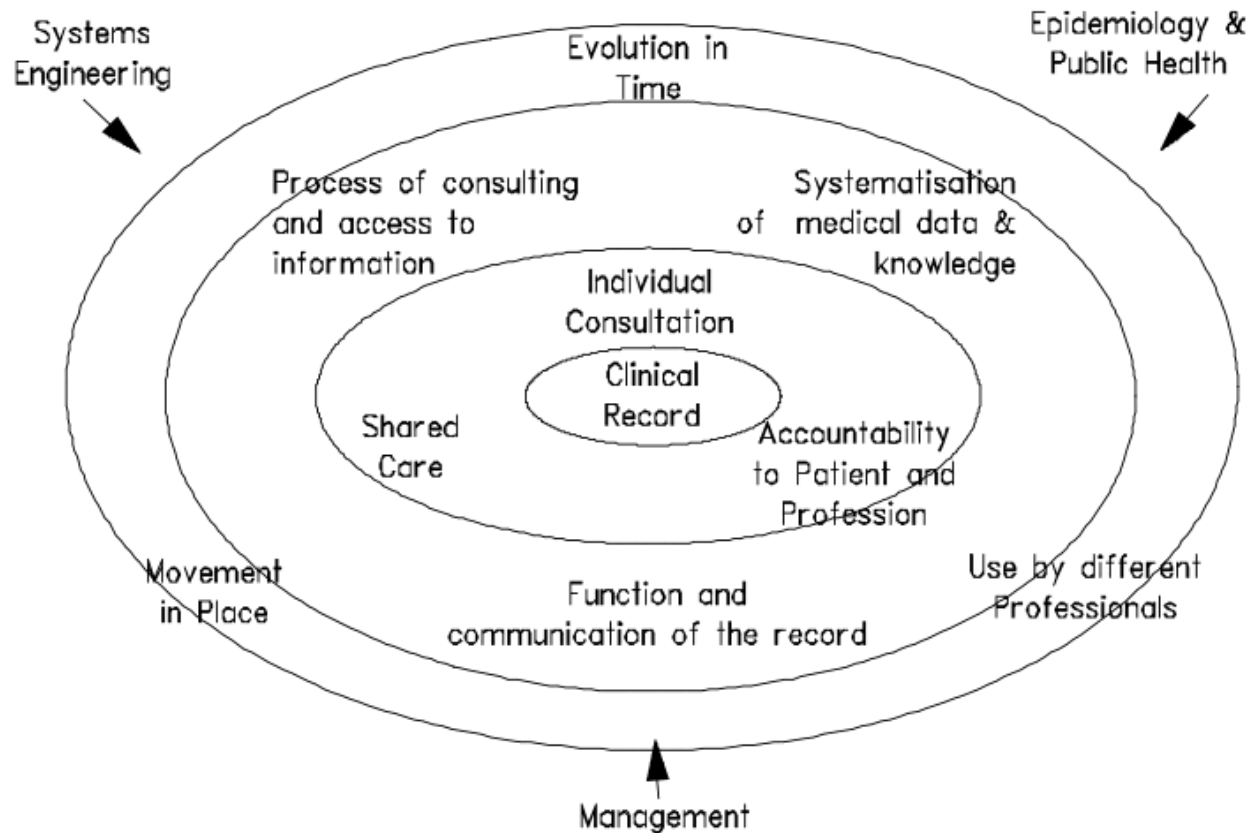 Systems
Engineering
Epidemiology &
Public Health
Evolution in
Time
Process of consulting
and access to
information
Systematisation
of medical data &
knowledge
Individual
Consultation
Clinical
Record
Shared
Care
Accountability
to Patient and
Profession
Movement
in Place
Function and
communication of the record
Use by different
Professionals
Management